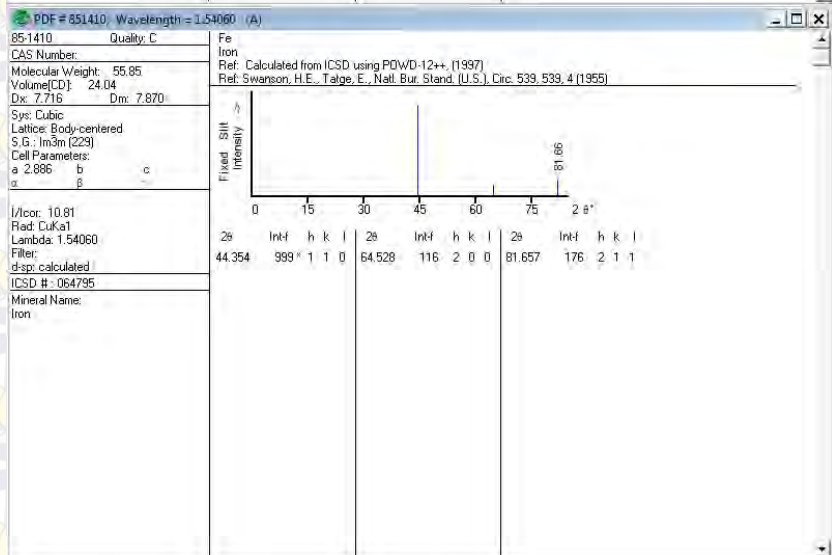 PDF # 851410, Wavelength = 1.54060 (A)
85-1410 Quality: C
CAS Number:
Molecular Weight: 55.85
Volume[CD]: 24.04
Dx: 7.716 Dm: 7.870
Sys: Cubic
Lattice: Body-centered
S.G.: Im3m (229)
Cell Parameters:
a 2.886 b c
α β
I/Icor: 10.81
Rad: CuKa1
Lambda: 1.54060
Filter:
d-sp: calculated
ICSD # : 064795
Mineral Name:
Iron
Fe
Iron
Ref: Calculated from ICSD using POWD-12++, (1997)
Ref: Swanson, H.E., Tatge, E., Natl. Bur. Stand. (U.S.), Circ. 539, 539, 4 (1955)
Fixed Slit
Intensity
81.66
0 15 30 45 60 75 2 θ°
2θ Int-f h k l 2θ Int-f h k l 2θ Int-f h k l
44.354 999 * 1 1 0 64.528 116 2 0 0 81.657 176 2 1 1